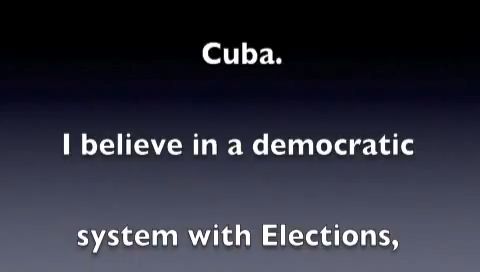 Cuba.
I believe in a democratic
system with Elections,